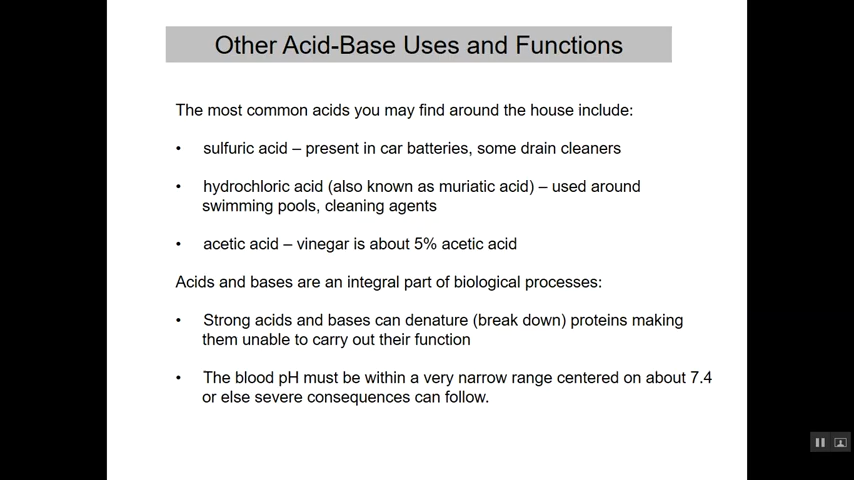 Other Acid-Base Uses and Functions
The most common acids you may find around the house include:
• sulfuric acid – present in car batteries, some drain cleaners
• hydrochloric acid (also known as muriatic acid) – used around
swimming pools, cleaning agents
• acetic acid – vinegar is about 5% acetic acid
Acids and bases are an integral part of biological processes:
• Strong acids and bases can denature (break down) proteins making
them unable to carry out their function
• The blood pH must be within a very narrow range centered on about 7.4
or else severe consequences can follow.